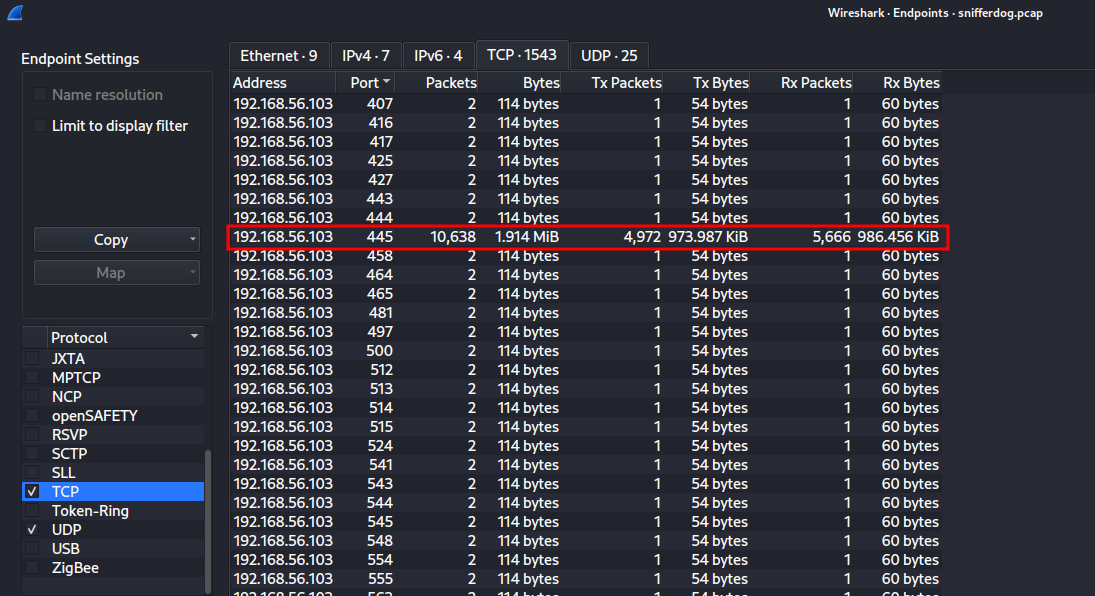 Wireshark · Endpoints · snifferdog.pcap
Endpoint Settings
Name resolution
Limit to display filter
Copy
Map
Protocol
JXTA
MPTCP
NCP
openSAFETY
RSVP
SCTP
SLL
TCP
Token-Ring
UDP
USB
ZigBee
Ethernet · 9 IPv4 · 7 IPv6 · 4 TCP · 1543 UDP · 25
Address Port Packets Bytes Tx Packets Tx Bytes Rx Packets Rx Bytes
192.168.56.103 407 2 114 bytes 1 54 bytes 1 60 bytes
192.168.56.103 416 2 114 bytes 1 54 bytes 1 60 bytes
192.168.56.103 417 2 114 bytes 1 54 bytes 1 60 bytes
192.168.56.103 425 2 114 bytes 1 54 bytes 1 60 bytes
192.168.56.103 427 2 114 bytes 1 54 bytes 1 60 bytes
192.168.56.103 443 2 114 bytes 1 54 bytes 1 60 bytes
192.168.56.103 444 2 114 bytes 1 54 bytes 1 60 bytes
192.168.56.103 445 10,638 1.914 MiB 4,972 973.987 KiB 5,666 986.456 KiB
192.168.56.103 458 2 114 bytes 1 54 bytes 1 60 bytes
192.168.56.103 464 2 114 bytes 1 54 bytes 1 60 bytes
192.168.56.103 465 2 114 bytes 1 54 bytes 1 60 bytes
192.168.56.103 481 2 114 bytes 1 54 bytes 1 60 bytes
192.168.56.103 497 2 114 bytes 1 54 bytes 1 60 bytes
192.168.56.103 500 2 114 bytes 1 54 bytes 1 60 bytes
192.168.56.103 512 2 114 bytes 1 54 bytes 1 60 bytes
192.168.56.103 513 2 114 bytes 1 54 bytes 1 60 bytes
192.168.56.103 514 2 114 bytes 1 54 bytes 1 60 bytes
192.168.56.103 515 2 114 bytes 1 54 bytes 1 60 bytes
192.168.56.103 524 2 114 bytes 1 54 bytes 1 60 bytes
192.168.56.103 541 2 114 bytes 1 54 bytes 1 60 bytes
192.168.56.103 543 2 114 bytes 1 54 bytes 1 60 bytes
192.168.56.103 544 2 114 bytes 1 54 bytes 1 60 bytes
192.168.56.103 545 2 114 bytes 1 54 bytes 1 60 bytes
192.168.56.103 548 2 114 bytes 1 54 bytes 1 60 bytes
192.168.56.103 554 2 114 bytes 1 54 bytes 1 60 bytes
192.168.56.103 555 2 114 bytes 1 54 bytes 1 60 bytes